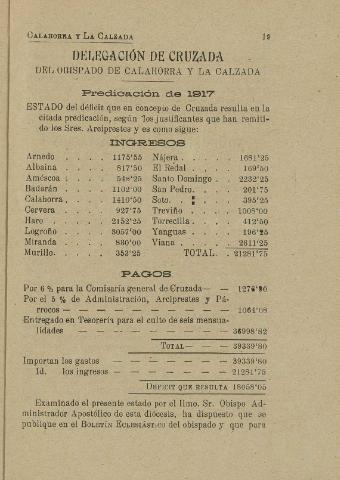 CALAHORRA Y LA CALZADA 19
DELEGACIÓN DE CRUZADA
DEL OBISPADO DE CALAHORRA Y LA CALZADA
Predicación de 1917
ESTADO del déficit que en concepto de Cruzada resulta en la
citada predicación, según los justificantes que han remiti-
do los Sres. Arciprestes y es como sigue:
INGRESOS
Arnedo . . . . 1175'55 Nájera. . . . . 1681'25
Albaina . . . . 817'50 El Redal . . . . 169'50
Améscoa . . . . 548'25 Santo Domingo . . 2232'25
Badarán . . . . 1102'00 San Pedro. . . . 201'75
Calahorra. . . . 1410'50 Soto. . . . 395'25
Cervera . . . . 927'75 Treviño . . . . 1008'00
Haro . . . . 2152'25 Torrecilla. . . . 412'50
Logroño . . . . 3057'00 Yanguas . . . . 196'25
Miranda . . . . 830'00 Viana . . . . 2611'25
Murillo. . . . 353'25 TOTAL. . . 21281'75
PAGOS
Por 6 % para la Comisaría general de Cruzada—
Por el 5 % de Administración, Arciprestes y Pá-
rrocos — — — — — — — 1064'08
Entregado en Tesorería para el culto de seis mensua-
lidades — — — — — — 36998'82
TOTAL— — — 39339'80
Importan los gastos — — — — — 39339'80
Id. los ingresos — — — — — 21281'75
DEFICIT QUE RESULTA 18058'05
Examinado el presente estado por el Ilmo. Sr. Obispo Ad-
ministrador Apostólico de esta diócesis, ha dispuesto que se
publique en el BOLETÍN ECLESIÁSTICO del obispado y que para